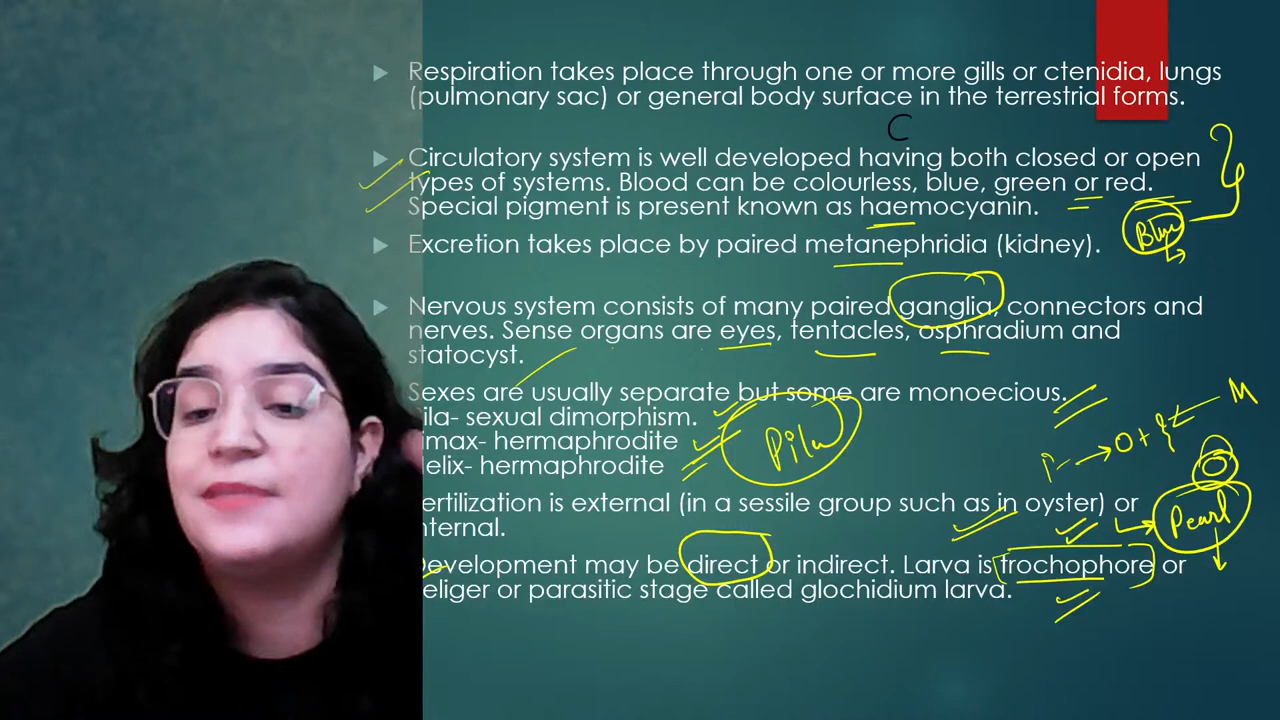 Respiration takes place through one or more gills or ctenidia, lungs
(pulmonary sac) or general body surface in the terrestrial forms.
C
Circulatory system is well developed having both closed or open
types of systems. Blood can be colourless, blue, green or red.
Special pigment is present known as haemocyanin.
Blue
Excretion takes place by paired metanephridia (kidney).
Nervous system consists of many paired ganglia, connectors and
nerves. Sense organs are eyes, tentacles, osphradium and
statocyst.
Sexes are usually separate but some are monoecious.
M
ila- sexual dimorphism.
imax- hermaphrodite
Pila
elix- hermaphrodite
ertilization is external (in a sessile group such as in oyster) or
Pearl
nternal.
Development may be direct or indirect. Larva is trochophore or
eliger or parasitic stage called glochidium larva.